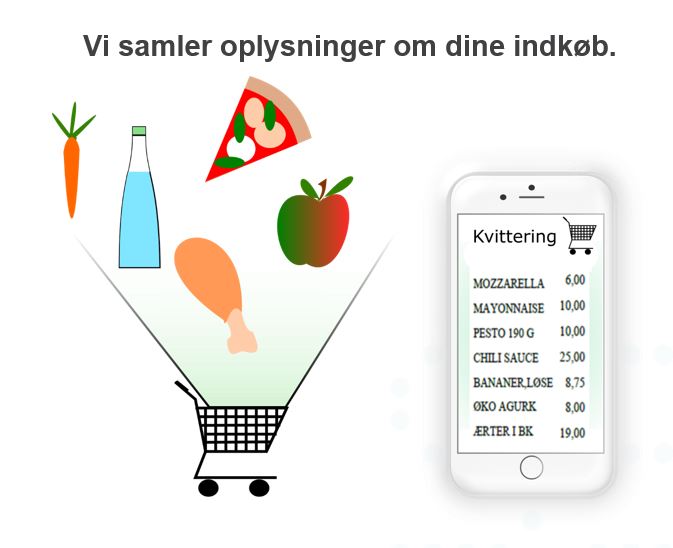 Vi samler oplysninger om dine indkøb.
Kvittering
MOZZARELLA 6,00
MAYONNAISE 10,00
PESTO 190 G 10,00
CHILI SAUCE 25,00
BANANER,LØSE 8,75
ØKO AGURK 8,00
ÆRTER I BK 19,00